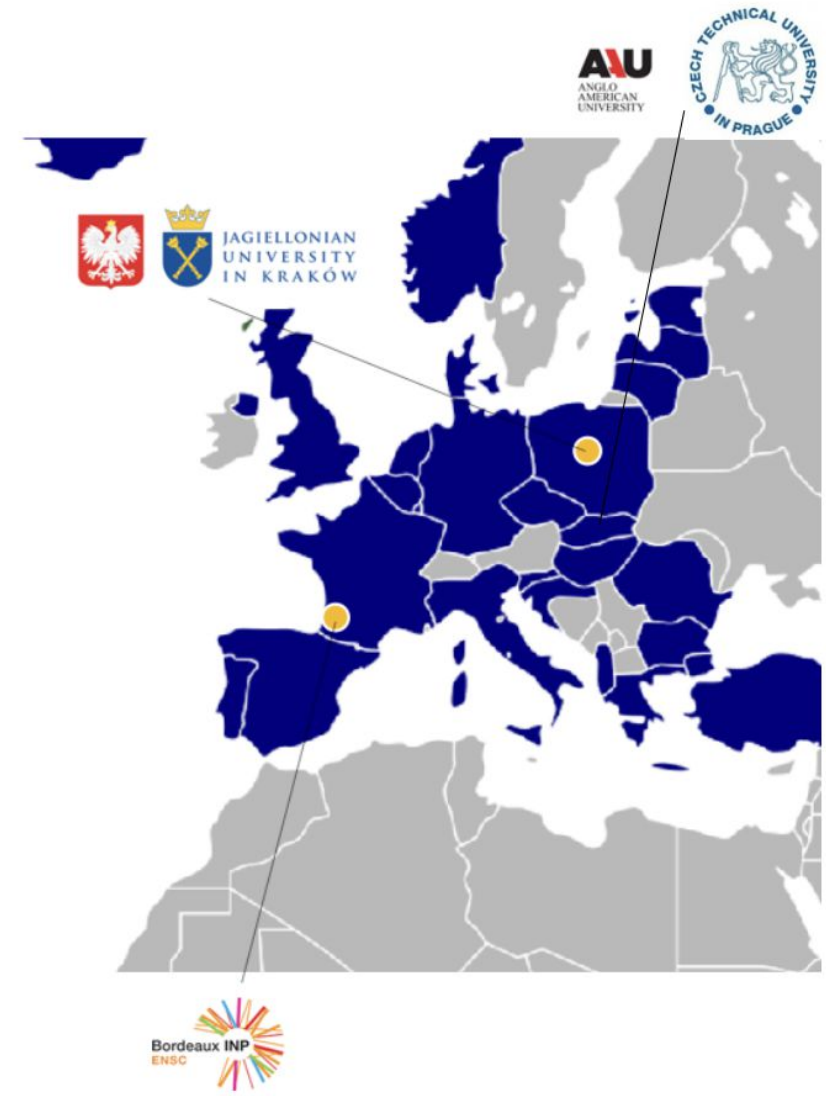 AAU
ANGLO
AMERICAN
UNIVERSITY
CZECH TECHNICAL UNIVERSITY
IN PRAGUE
JAGIELLONIAN
UNIVERSITY
IN KRAKÓW
Bordeaux INP
ENSC